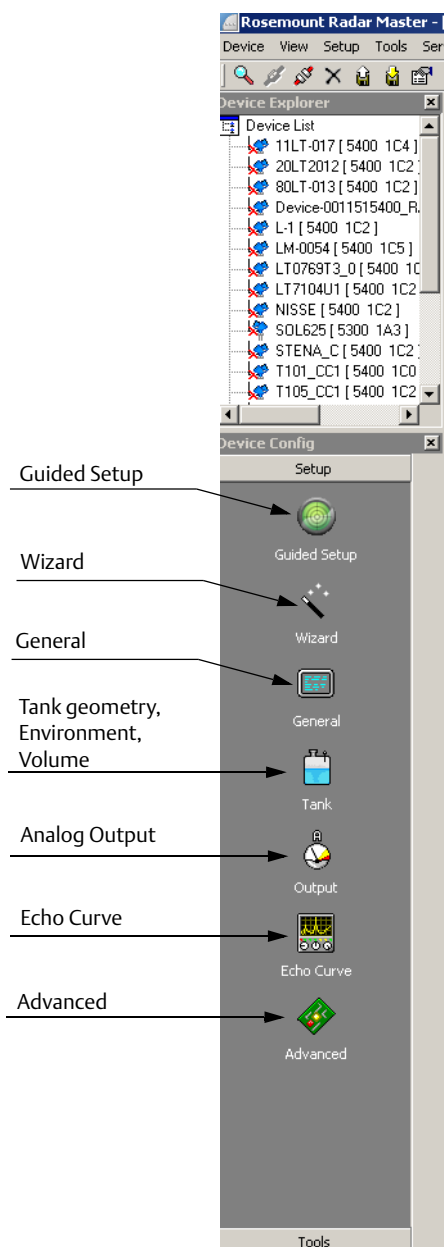 Rosemount Radar Master - [
Device View Setup Tools Ser
Device Explorer
Device List
11LT-017 [ 5400 1C4 ]
20LT2012 [ 5400 1C2 ]
80LT-013 [ 5400 1C2 ]
Device-0011515400_R.
L-1 [ 5400 1C2 ]
LM-0054 [ 5400 1C5 ]
LT0769T3_0 [ 5400 1C
LT7104U1 [ 5400 1C2
NISSE [ 5400 1C2 ]
SOL625 [ 5300 1A3 ]
STENA_C [ 5400 1C2 ]
T101_CC1 [ 5400 1C0
T105_CC1 [ 5400 1C2
Device Config
Setup
Guided Setup
Guided Setup
Wizard
Wizard
General
General
Tank geometry,
Environment,
Volume
Tank
Analog Output
A
Output
Echo Curve
Echo Curve
Advanced
Advanced
Tools